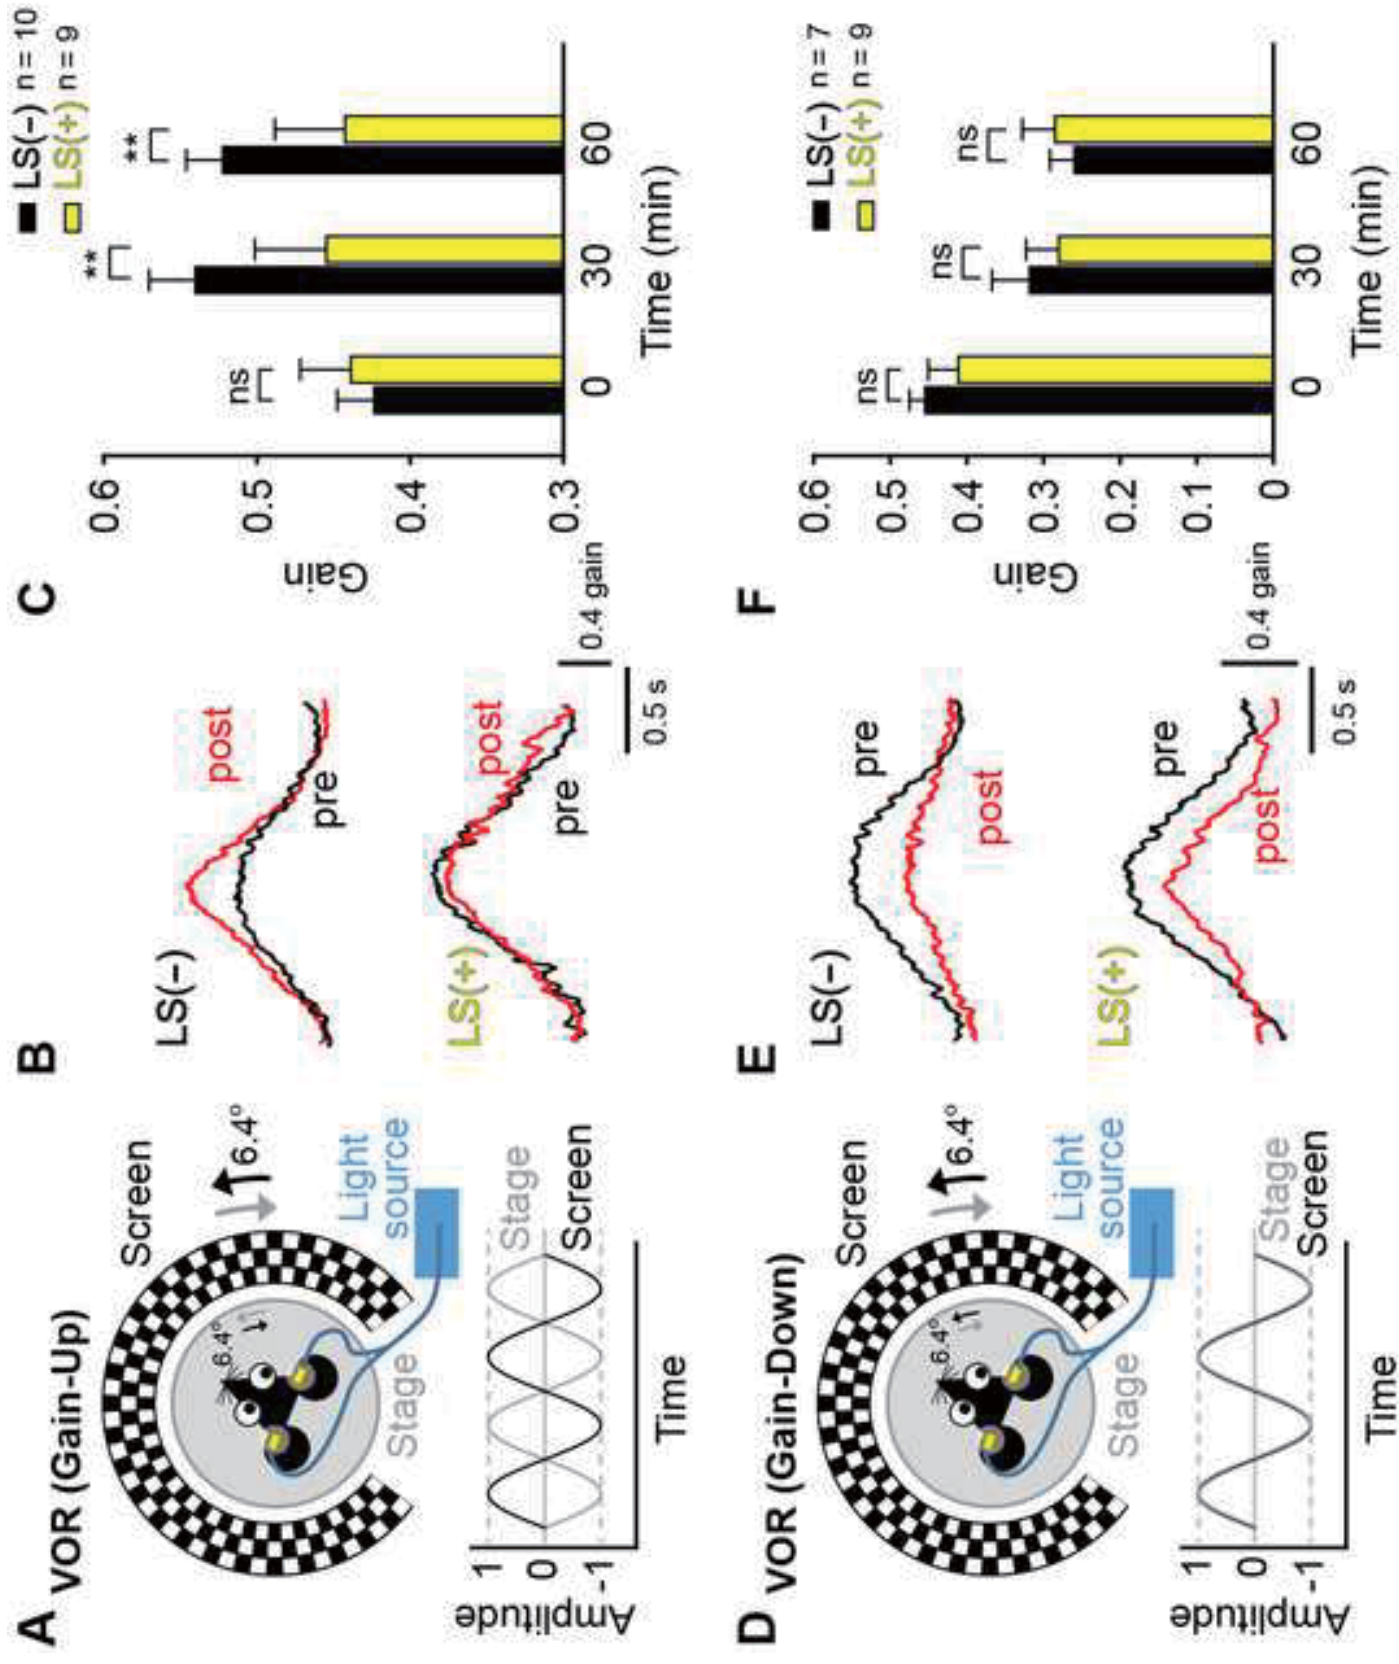 A VOR (Gain-Up)
Screen
6.4°
6.4°
Light
source
Stage
Amplitude
1
0
-1
Stage
Screen
Time
B
LS(−)
post
pre
LS(+)
post
pre
0.4 gain
0.5 s
C
LS(−) n = 10
LS(+) n = 9
Gain
0.6
0.5
0.4
0.3
ns
**
**
0 30 60
Time (min)
D VOR (Gain-Down)
Screen
6.4°
6.4°
Light
source
Stage
Amplitude
1
0
-1
Stage
Screen
Time
E
LS(−)
pre
post
LS(+)
pre
post
0.4 gain
0.5 s
F
LS(−) n = 7
LS(+) n = 9
Gain
0.6
0.5
0.4
0.3
0.2
0.1
0
ns
ns
ns
0 30 60
Time (min)